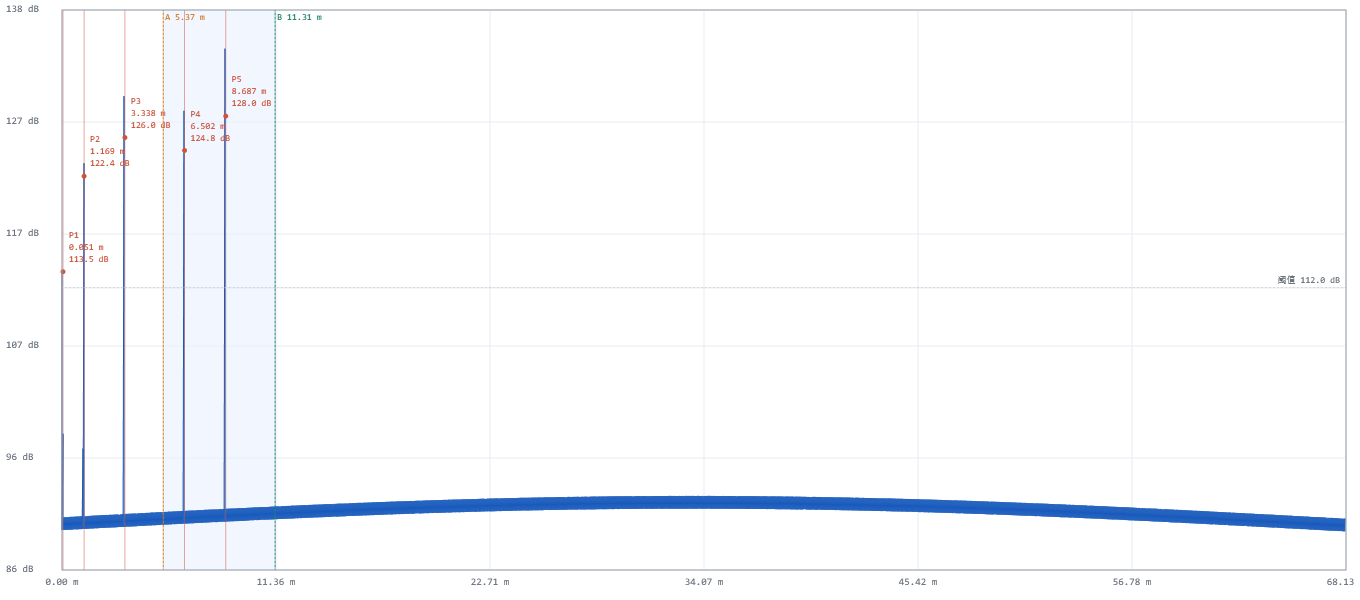 138 dB
A 5.37 m
B 11.31 m
P5
8.687 m
128.0 dB
P3
3.338 m
126.0 dB
P4
6.502 m
124.8 dB
127 dB
P2
1.169 m
122.4 dB
117 dB
P1
0.051 m
113.5 dB
阈值 112.0 dB
107 dB
96 dB
86 dB
0.00 m
11.36 m
22.71 m
34.07 m
45.42 m
56.78 m
68.13